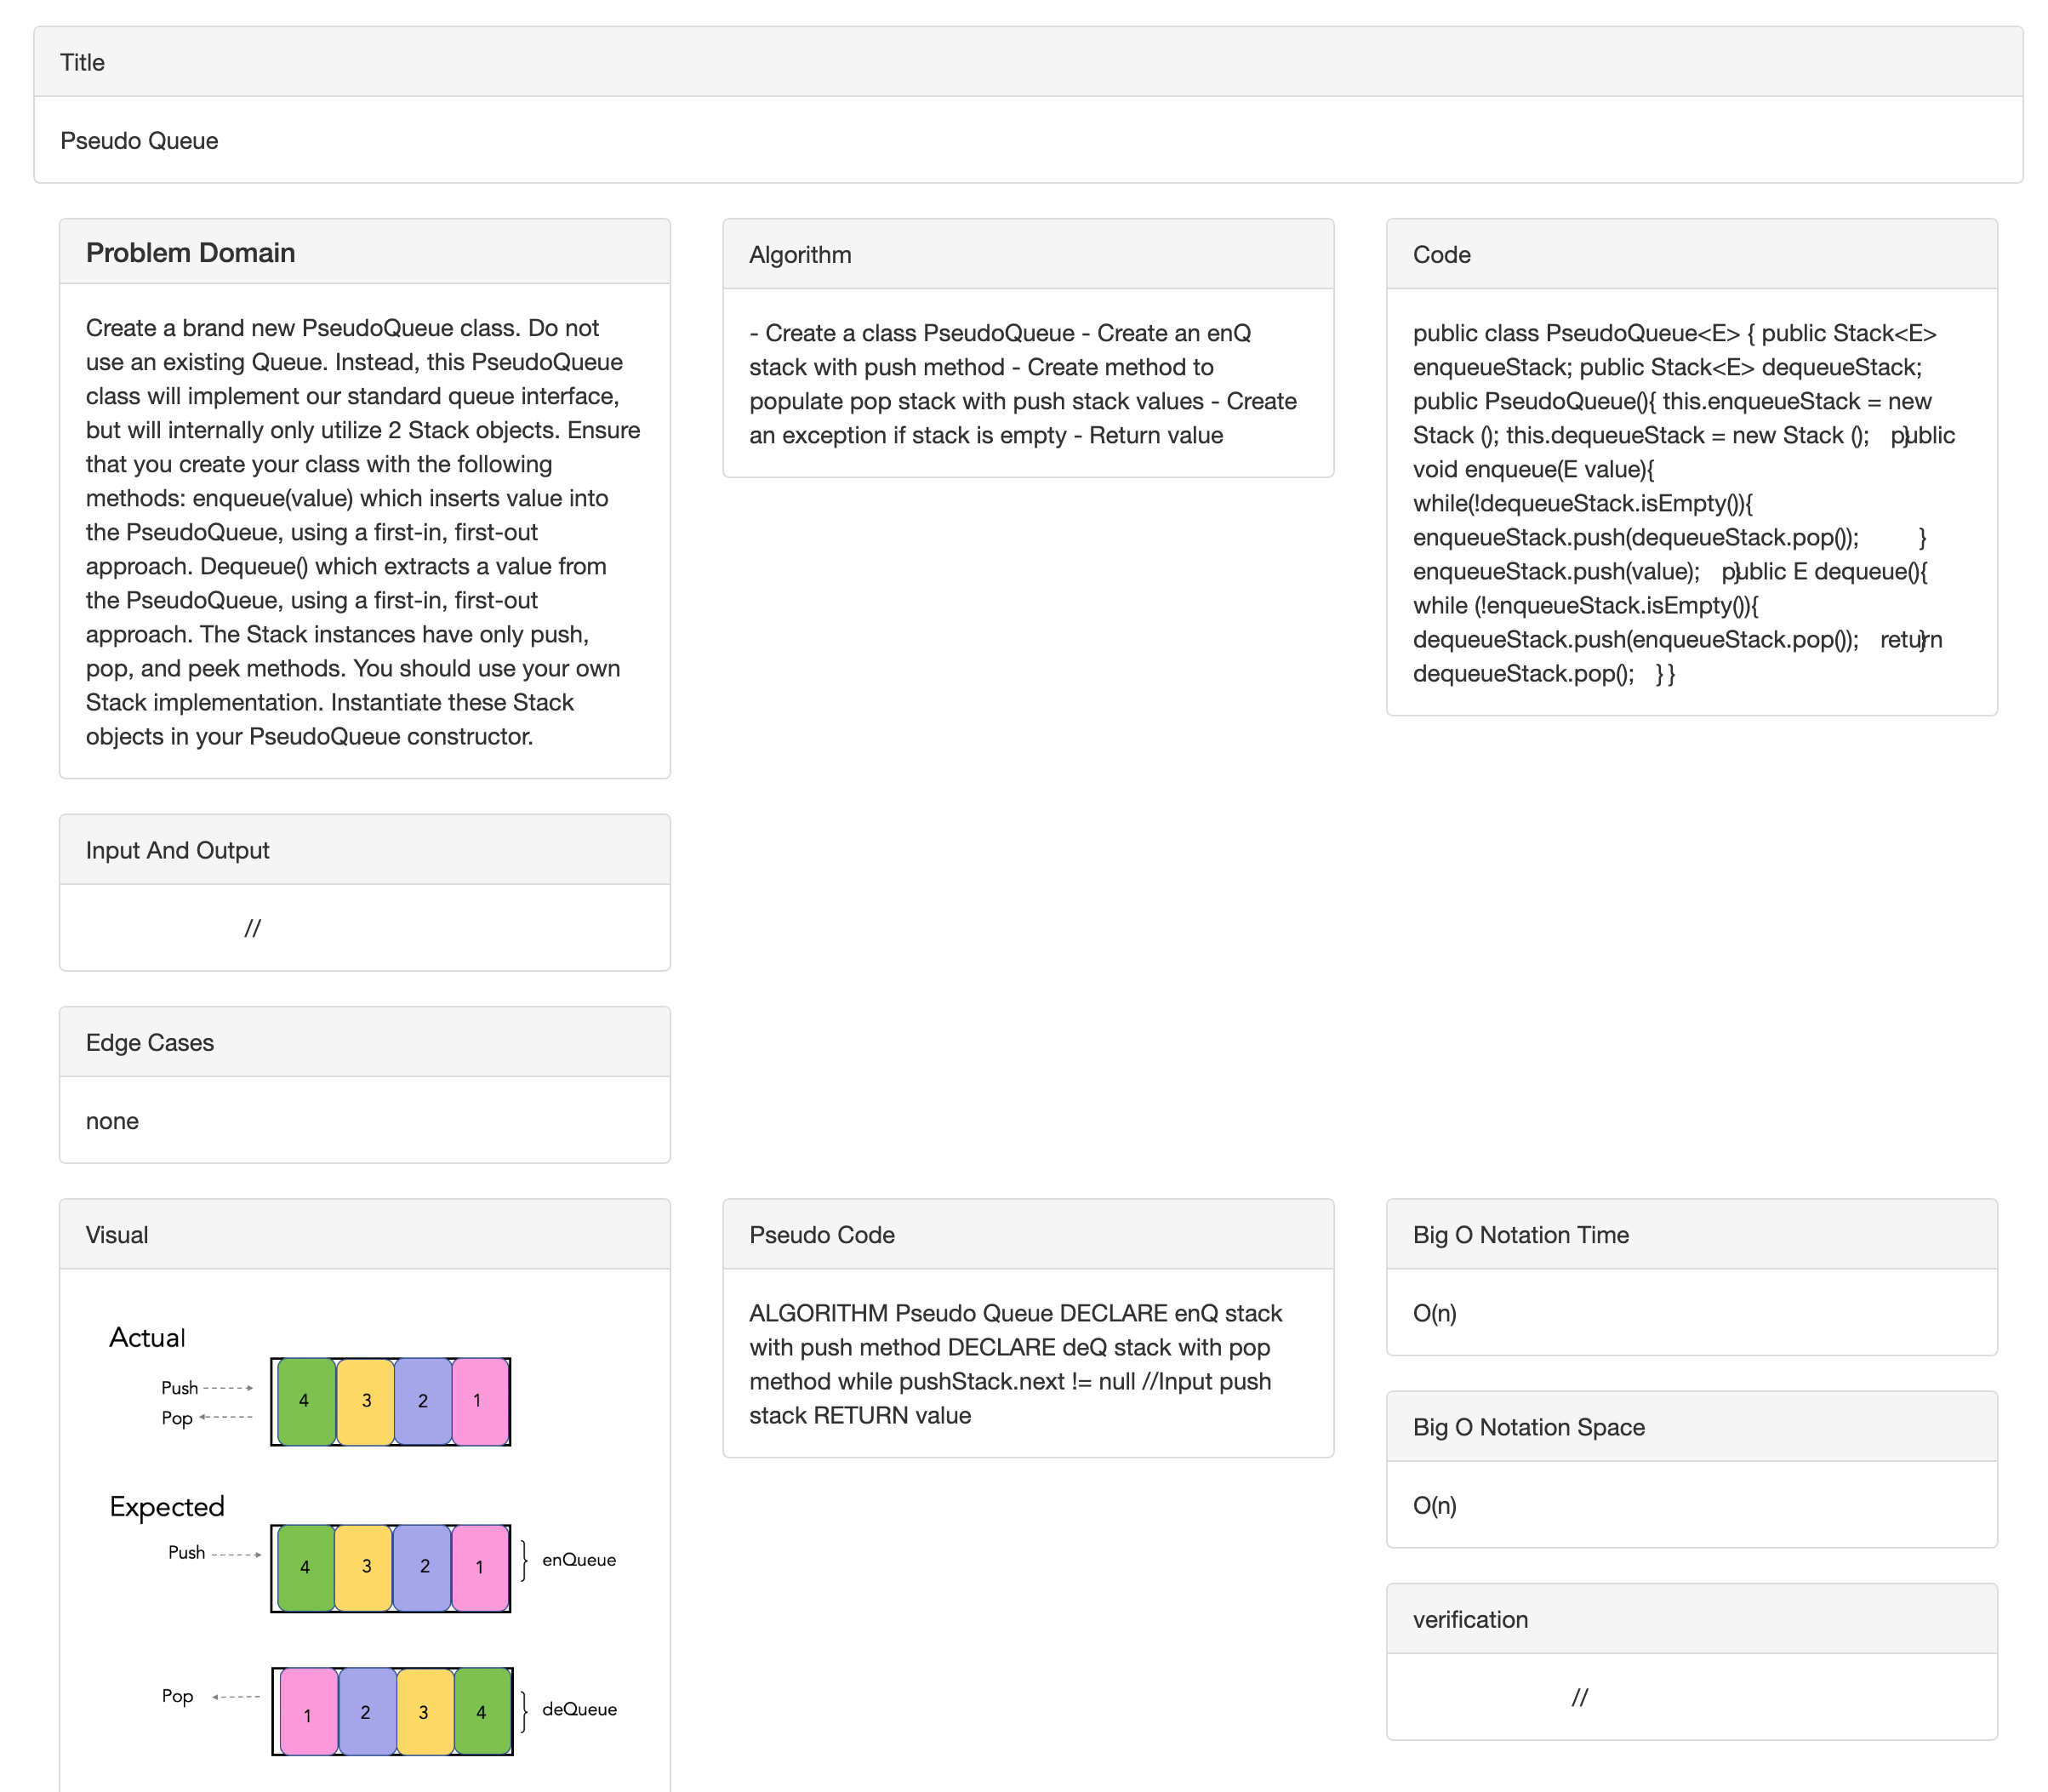 Title
Pseudo Queue
Problem Domain
Create a brand new PseudoQueue class. Do not
use an existing Queue. Instead, this PseudoQueue
class will implement our standard queue interface,
but will internally only utilize 2 Stack objects. Ensure
that you create your class with the following
methods: enqueue(value) which inserts value into
the PseudoQueue, using a first-in, first-out
approach. Dequeue() which extracts a value from
the PseudoQueue, using a first-in, first-out
approach. The Stack instances have only push,
pop, and peek methods. You should use your own
Stack implementation. Instantiate these Stack
objects in your PseudoQueue constructor.
Input And Output
//
Edge Cases
none
Visual
Actual
Push
Pop
4 3 2 1
Expected
Push
4 3 2 1
enQueue
Pop
1 2 3 4
deQueue
Algorithm
- Create a class PseudoQueue - Create an enQ
stack with push method - Create method to
populate pop stack with push stack values - Create
an exception if stack is empty - Return value
Pseudo Code
ALGORITHM Pseudo Queue DECLARE enQ stack
with push method DECLARE deQ stack with pop
method while pushStack.next != null //Input push
stack RETURN value
Code
public class PseudoQueue<E> { public Stack<E>
enqueueStack; public Stack<E> dequeueStack;
public PseudoQueue(){ this.enqueueStack = new
Stack (); this.dequeueStack = new Stack (); } public
void enqueue(E value){
while(!dequeueStack.isEmpty()){
enqueueStack.push(dequeueStack.pop()); }
enqueueStack.push(value); } public E dequeue(){
while (!enqueueStack.isEmpty()){
dequeueStack.push(enqueueStack.pop()); } return
dequeueStack.pop(); } }
Big O Notation Time
O(n)
Big O Notation Space
O(n)
verification
//